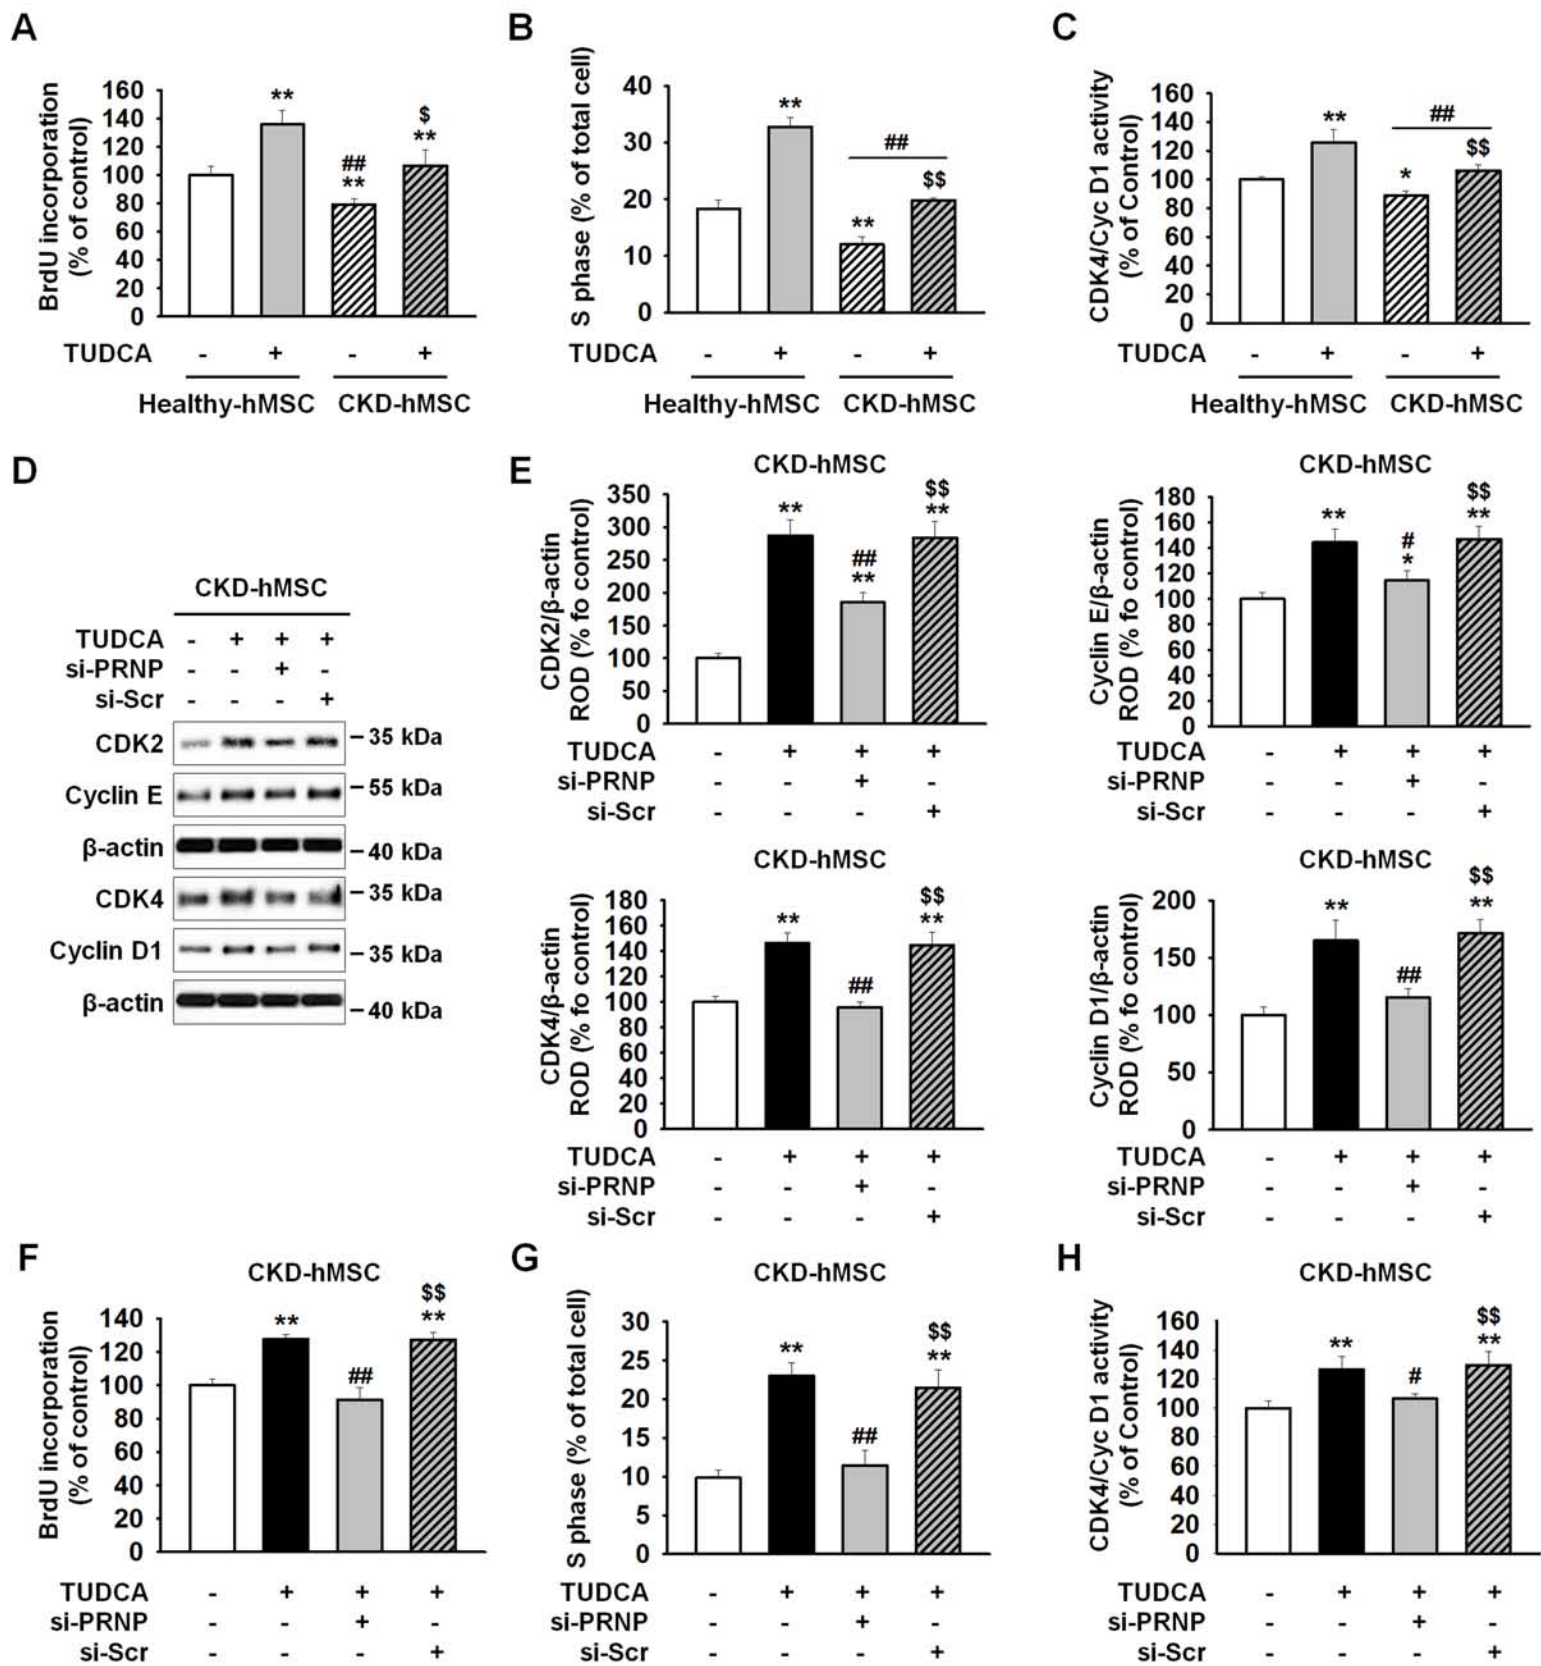 A
BrdU incorporation
(% of control)
160
140
120
100
80
60
40
20
0
**
##
**
$
**
TUDCA - + - +
Healthy-hMSC CKD-hMSC
B
S phase (% of total cell)
40
30
20
10
0
**
**
##
$$
TUDCA - + - +
Healthy-hMSC CKD-hMSC
C
CDK4/Cyc D1 activity
(% of Control)
160
140
120
100
80
60
40
20
0
**
*
##
$$
TUDCA - + - +
Healthy-hMSC CKD-hMSC
D
CKD-hMSC
TUDCA - + + +
si-PRNP - - + -
si-Scr - - - +
CDK2 35 kDa
Cyclin E 55 kDa
β-actin 40 kDa
CDK4 35 kDa
Cyclin D1 35 kDa
β-actin 40 kDa
E
CKD-hMSC
CDK2/β-actin
ROD (% fo control)
350
300
250
200
150
100
50
0
**
##
**
$$
**
TUDCA - + + +
si-PRNP - - + -
si-Scr - - - +
CKD-hMSC
Cyclin E/β-actin
ROD (% fo control)
180
160
140
120
100
80
60
40
20
0
**
#
*
$$
**
TUDCA - + + +
si-PRNP - - + -
si-Scr - - - +
CKD-hMSC
CDK4/β-actin
ROD (% fo control)
180
160
140
120
100
80
60
40
20
0
**
##
$$
**
TUDCA - + + +
si-PRNP - - + -
si-Scr - - - +
CKD-hMSC
Cyclin D1/β-actin
ROD (% fo control)
200
150
100
50
0
**
##
$$
**
TUDCA - + + +
si-PRNP - - + -
si-Scr - - - +
F
CKD-hMSC
BrdU incorporation
(% of control)
140
120
100
80
60
40
20
0
**
##
$$
**
TUDCA - + + +
si-PRNP - - + -
si-Scr - - - +
G
CKD-hMSC
S phase (% of total cell)
30
25
20
15
10
5
0
**
##
$$
**
TUDCA - + + +
si-PRNP - - + -
si-Scr - - - +
H
CKD-hMSC
CDK4/Cyc D1 activity
(% of Control)
160
140
120
100
80
60
40
20
0
**
#
$$
**
TUDCA - + + +
si-PRNP - - + -
si-Scr - - - +